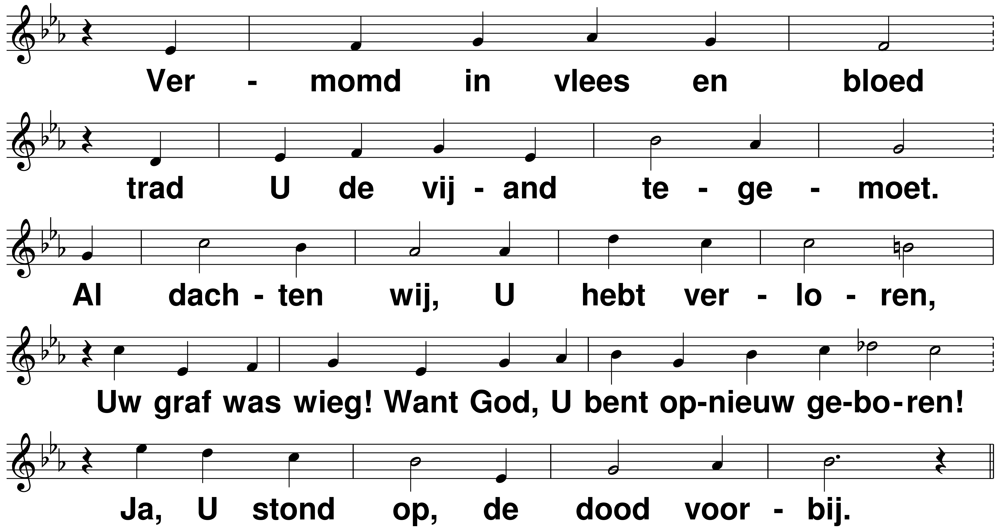 Ver - momd in vlees en bloed
trad U de vij - and te - ge - moet.
Al dach - ten wij, U hebt ver - lo - ren,
Uw graf was wieg! Want God, U bent op-nieuw ge-bo-ren!
Ja, U stond op, de dood voor - bij.